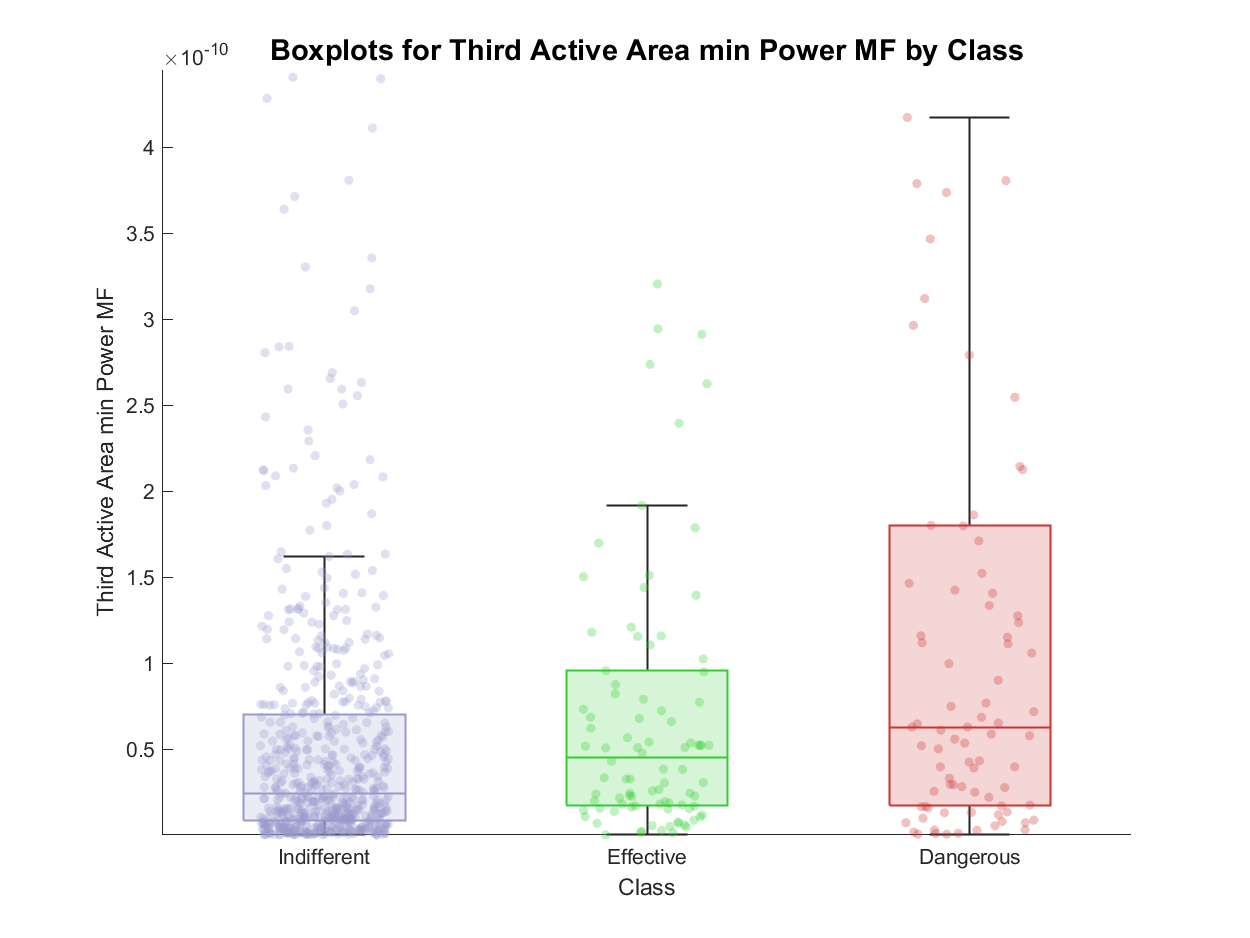 Boxplots for Third Active Area min Power MF by Class
×10^-10
4
3.5
3
2.5
2
1.5
1
0.5
Third Active Area min Power MF
Indifferent Effective Dangerous
Class